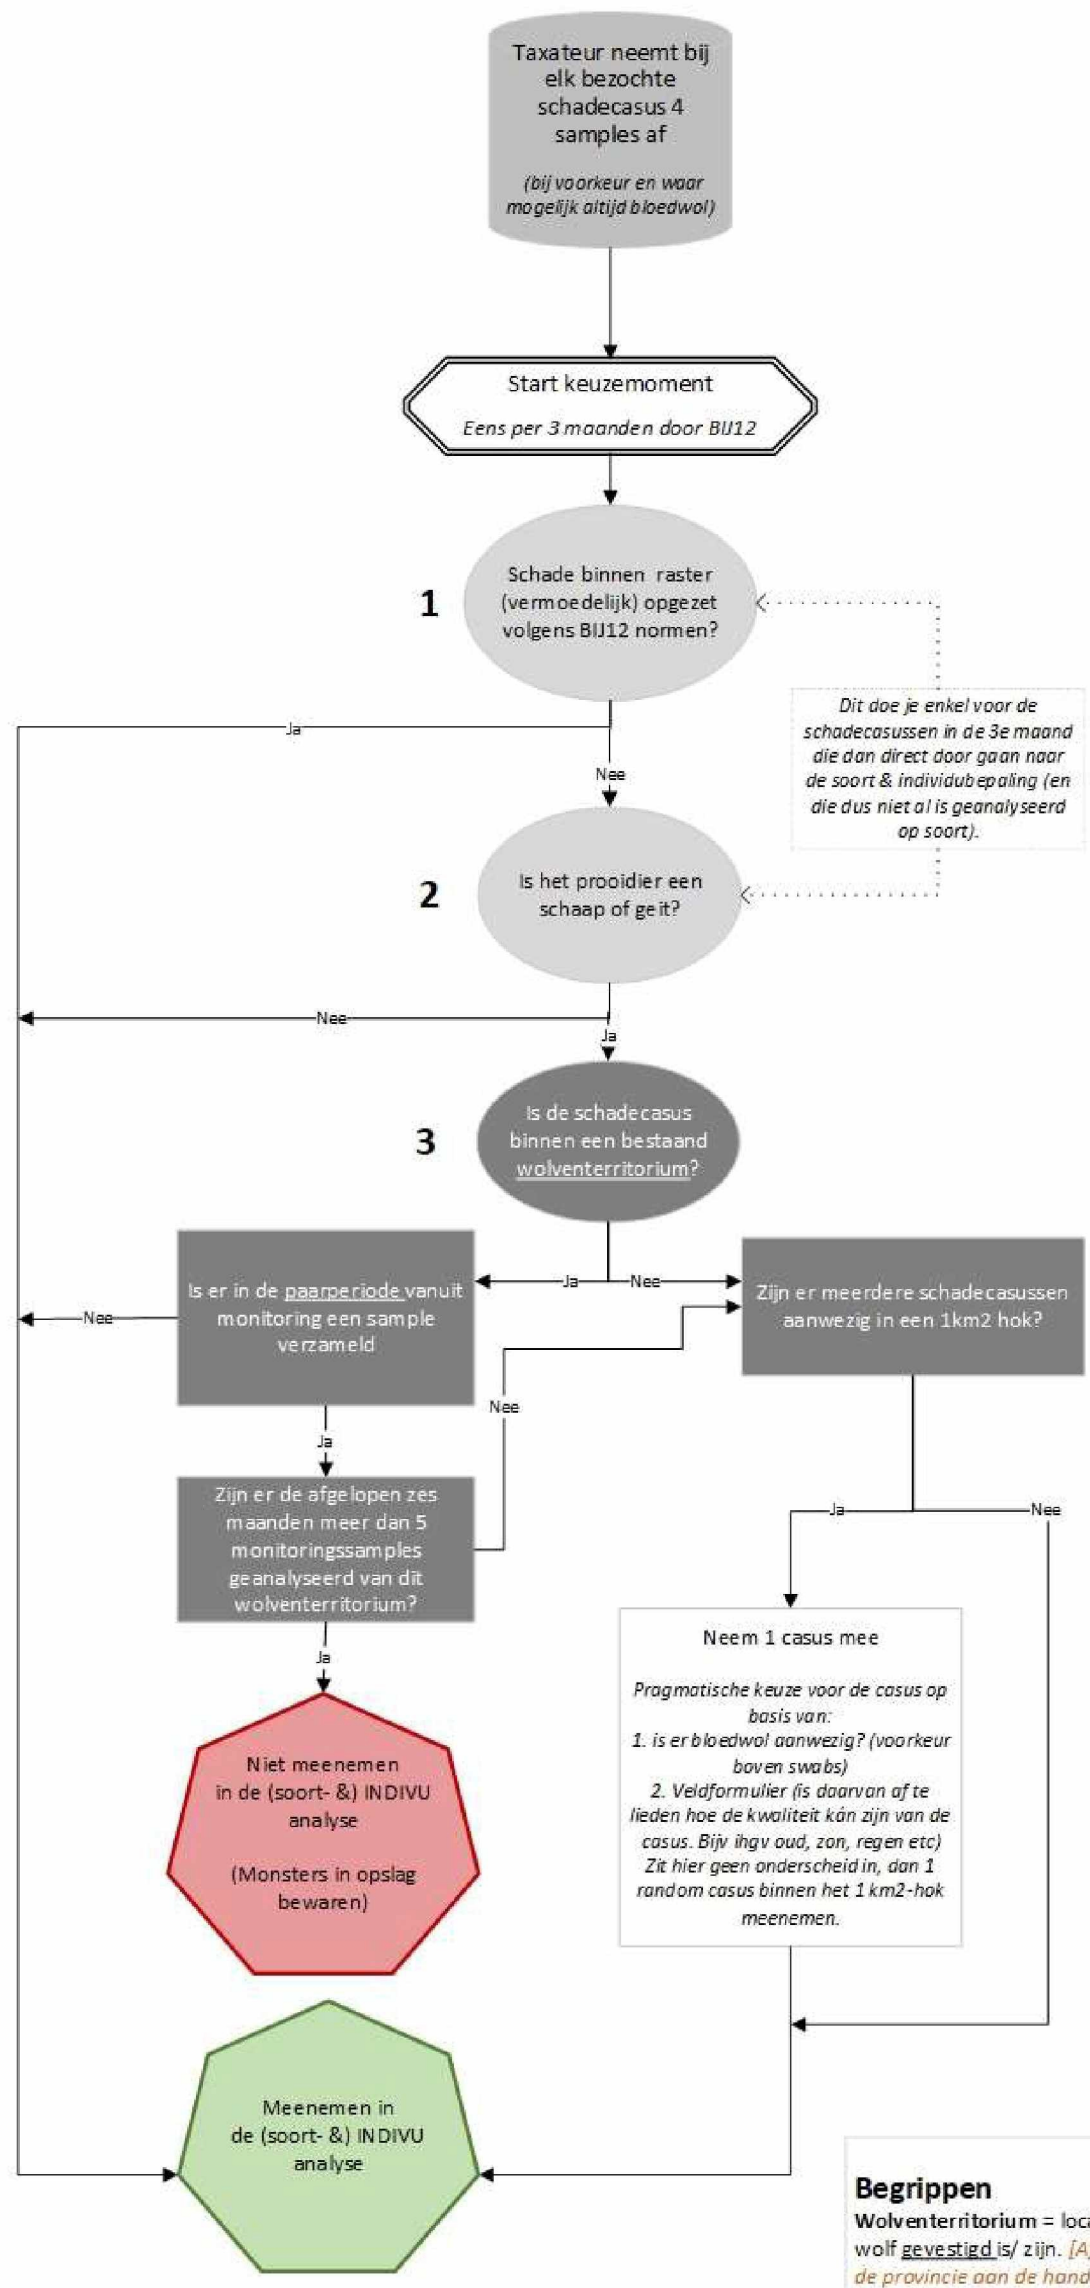 Taxateur neemt bij
elk bezochte
schadecasus 4
samples af
(bij voorkeur en waar
mogelijk altijd bloedwol)
Start keuzemoment
Eens per 3 maanden door BIJ12
1
Schade binnen raster
(vermoedelijk) opgezet
volgens BIJ12 normen?
Ja
Nee
Dit doe je enkel voor de
schadecasussen in de 3e maand
die dan direct door gaan naar
de soort & individubepaling (en
die dus niet al is geanalyseerd
op soort).
2
Is het prooidier een
schaap of geit?
Nee
Ja
3
Is de schadecasus
binnen een bestaand
wolventerritorium?
Ja
Nee
Is er in de paarperiode vanuit
monitoring een sample
verzameld
Nee
Zijn er meerdere schadecasussen
aanwezig in een 1km2 hok?
Ja
Nee
Zijn er de afgelopen zes
maanden meer dan 5
monitoringssamples
geanalyseerd van dit
wolventerritorium?
Ja
Ja
Nee
Neem 1 casus mee
Pragmatische keuze voor de casus op
basis van:
1. is er bloedwol aanwezig? (voorkeur
boven swabs)
2. Veldformulier (is daarvan af te
lieden hoe de kwaliteit kán zijn van de
casus. Bijv ihgv oud, zon, regen etc)
Zit hier geen onderscheid in, dan 1
random casus binnen het 1 km2-hok
meenemen.
Niet meenemen
in de (soort- &) INDIVU
analyse
(Monsters in opslag
bewaren)
Meenemen in
de (soort- &) INDIVU
analyse
Begrippen
Wolventerritorium = loca
wolf gevestigd is/ zijn. [A
de provincie aan de hand